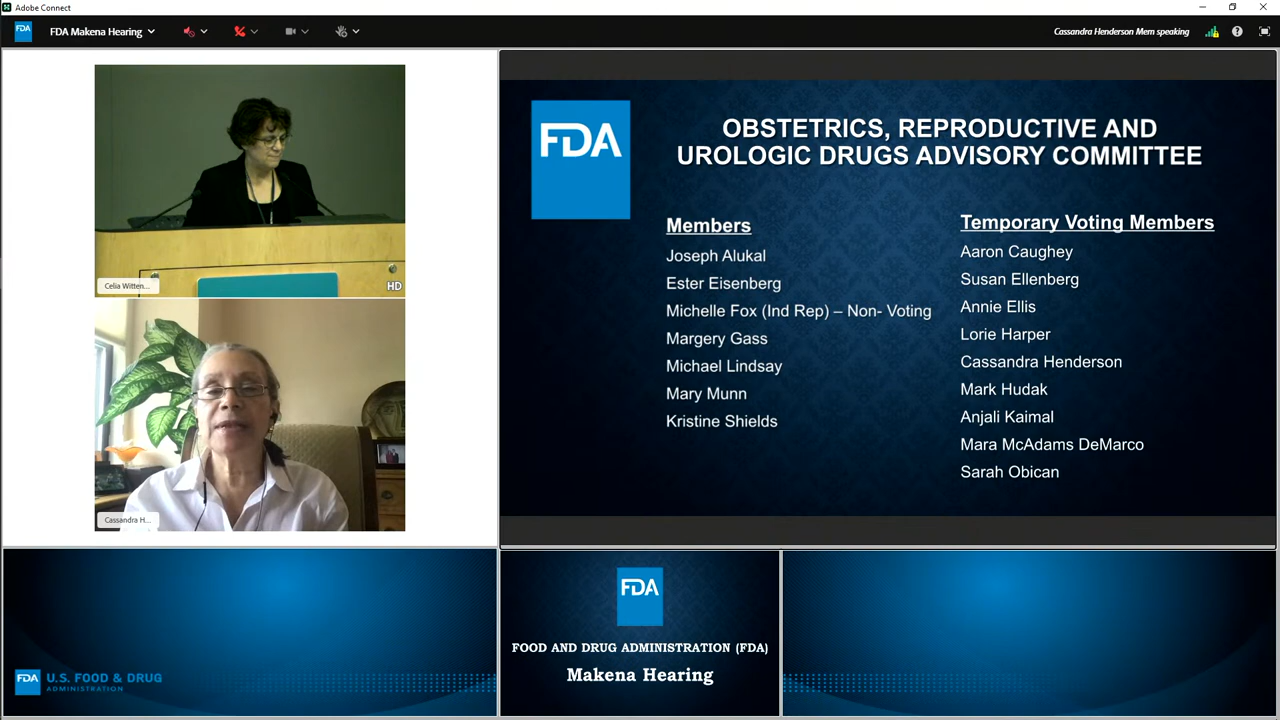 Adobe Connect
FDA
FDA Makena Hearing
Cassandra Henderson Mem speaking
Celia Witten...
HD
Cassandra H...
FDA
OBSTETRICS, REPRODUCTIVE AND
UROLOGIC DRUGS ADVISORY COMMITTEE
Members
Joseph Alukal
Ester Eisenberg
Michelle Fox (Ind Rep) – Non- Voting
Margery Gass
Michael Lindsay
Mary Munn
Kristine Shields
Temporary Voting Members
Aaron Caughey
Susan Ellenberg
Annie Ellis
Lorie Harper
Cassandra Henderson
Mark Hudak
Anjali Kaimal
Mara McAdams DeMarco
Sarah Obican
FDA
U.S. FOOD & DRUG
ADMINISTRATION
FDA
FOOD AND DRUG ADMINISTRATION (FDA)
Makena Hearing